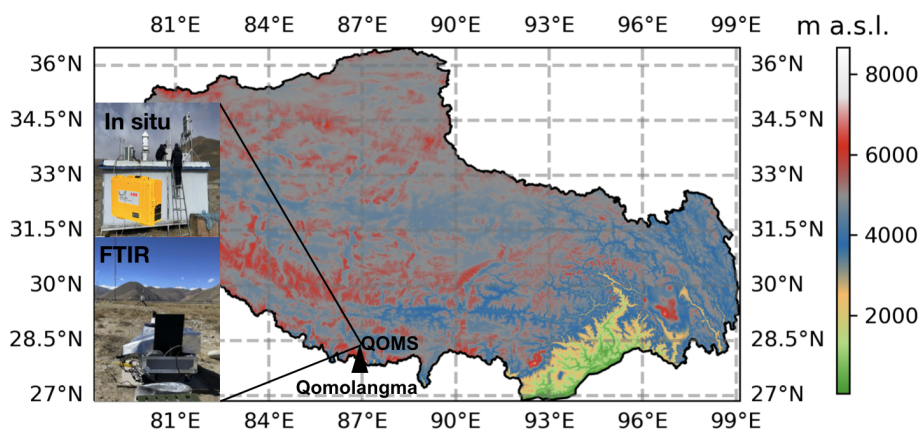 81°E 84°E 87°E 90°E 93°E 96°E 99°E
m a.s.l.
36°N 36°N
34.5°N 34.5°N
33°N 33°N
31.5°N 31.5°N
30°N 30°N
28.5°N 28.5°N
27°N 27°N
In situ
FTIR
QOMS
Qomolangma
8000
6000
4000
2000
81°E 84°E 87°E 90°E 93°E 96°E 99°E